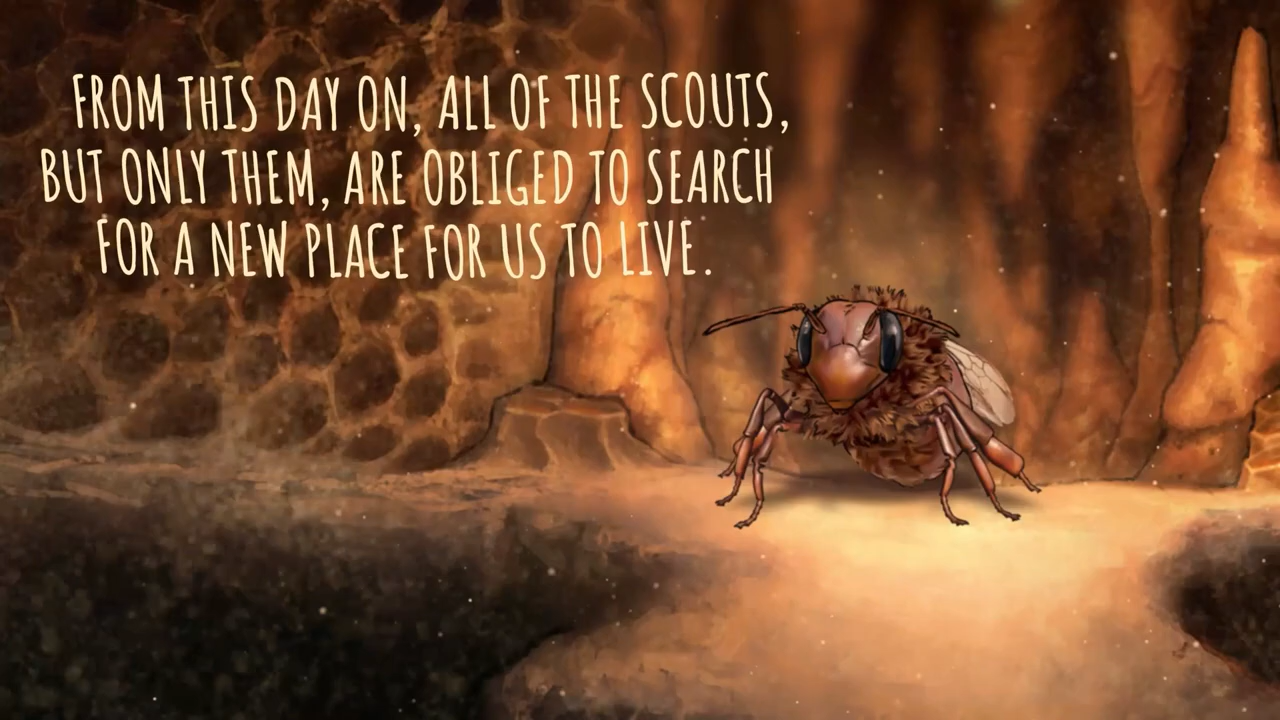 FROM THIS DAY ON, ALL OF THE SCOUTS,
BUT ONLY THEM, ARE OBLIGED TO SEARCH
FOR A NEW PLACE FOR US TO LIVE.